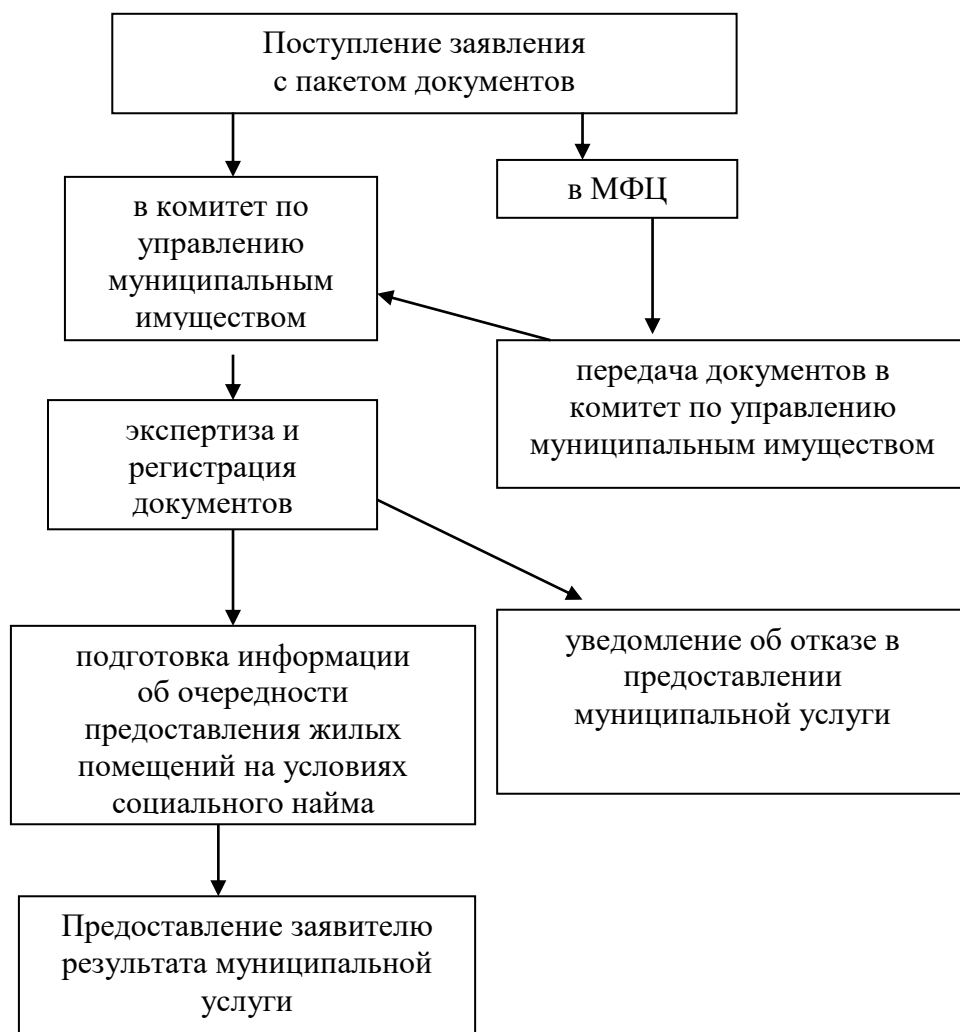 Поступление заявления
с пакетом документов
в МФЦ
в комитет по
управлению
муниципальным
имуществом
передача документов в
комитет по управлению
муниципальным имуществом
экспертиза и
регистрация
документов
уведомление об отказе в
предоставлении
муниципальной услуги
подготовка информации
об очередности
предоставления жилых
помещений на условиях
социального найма
Предоставление заявителю
результата муниципальной
услуги